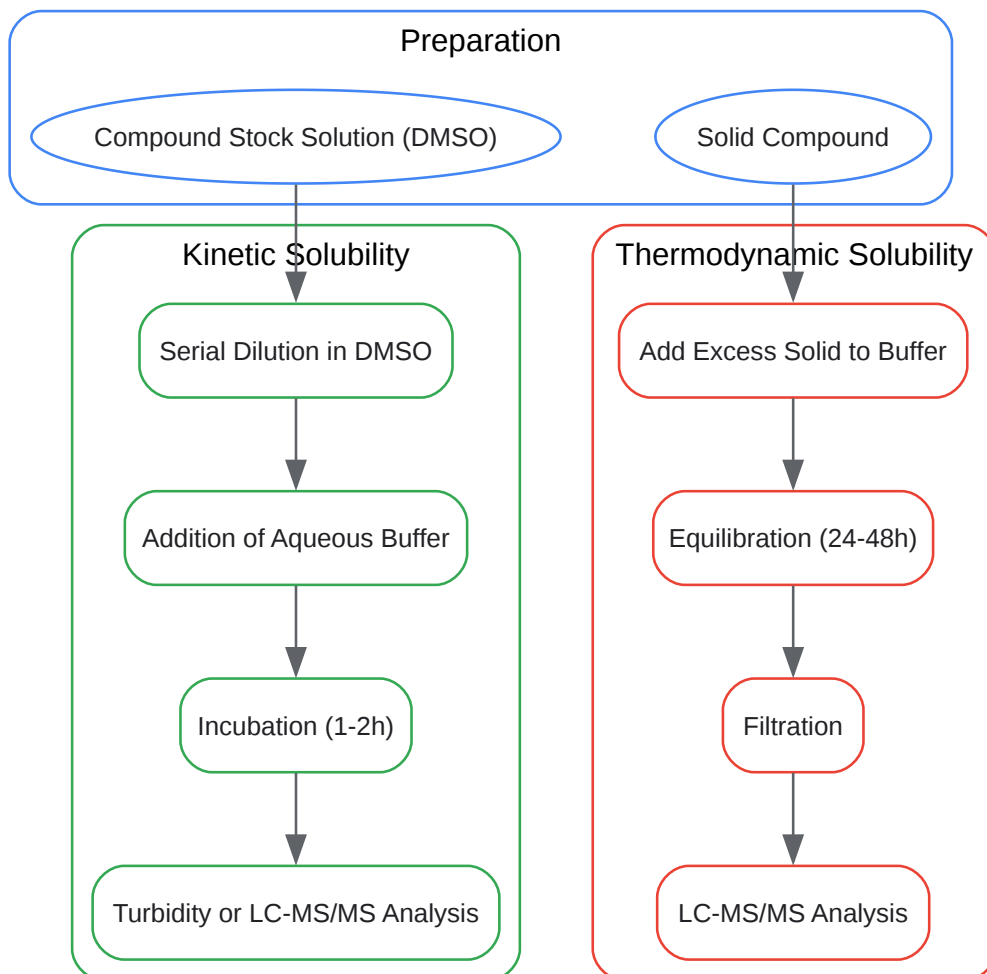 Preparation
Compound Stock Solution (DMSO)
Solid Compound
Kinetic Solubility
Serial Dilution in DMSO
Addition of Aqueous Buffer
Incubation (1-2h)
Turbidity or LC-MS/MS Analysis
Thermodynamic Solubility
Add Excess Solid to Buffer
Equilibration (24-48h)
Filtration
LC-MS/MS Analysis